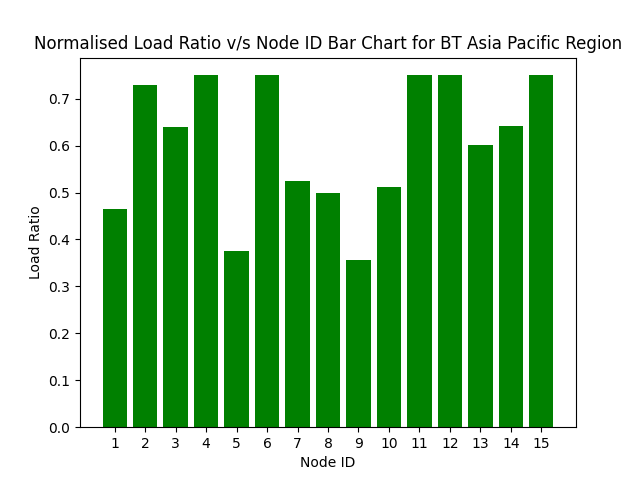 Normalised Load Ratio v/s Node ID Bar Chart for BT Asia Pacific Region
Load Ratio
0.7
0.6
0.5
0.4
0.3
0.2
0.1
0.0
1 2 3 4 5 6 7 8 9 10 11 12 13 14 15
Node ID